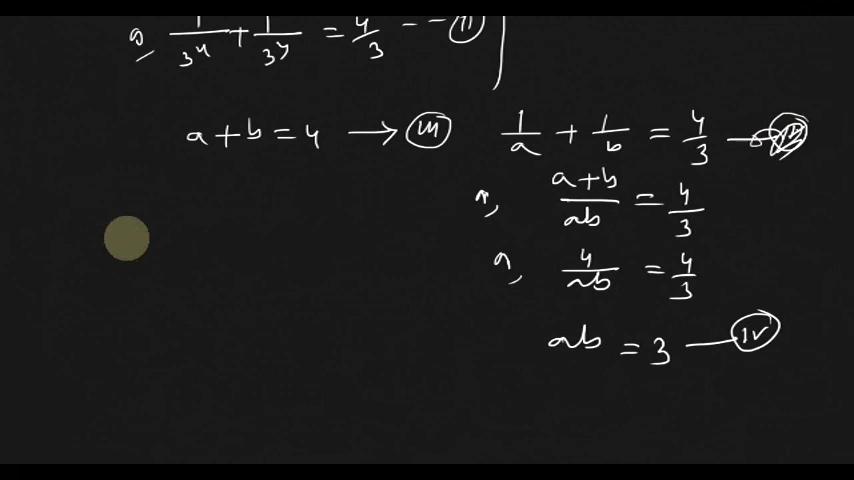 ०, 1/3^x + 1/3^y = 4/3 -- (II)
a + b = 4 → (III)
1/a + 1/b = 4/3
a+b/ab = 4/3
4/ab = 4/3
ab = 3 — (IV)